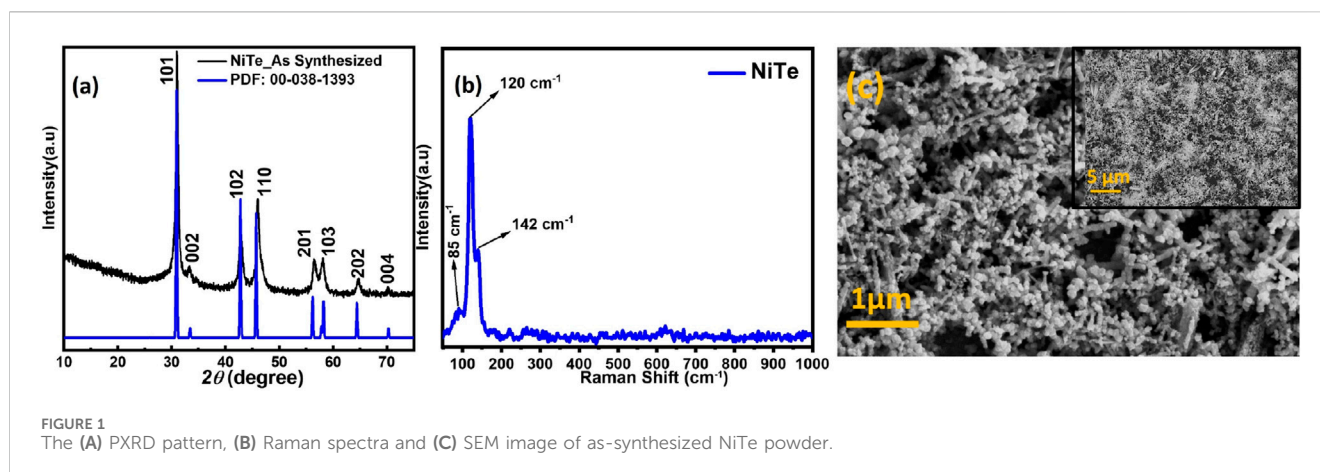 (a)
NiTe_As Synthesized
PDF: 00-038-1393
101
002
102
110
201
103
202
004
Intensity(a.u)
10 20 30 40 50 60 70
2θ (degree)
(b)
NiTe
120 cm⁻¹
142 cm⁻¹
85 cm⁻¹
Intensity(a.u)
100 200 300 400 500 600 700 800 900 1000
Raman Shift (cm⁻¹)
(c)
5 μm
1μm
FIGURE 1
The (A) PXRD pattern, (B) Raman spectra and (C) SEM image of as-synthesized NiTe powder.